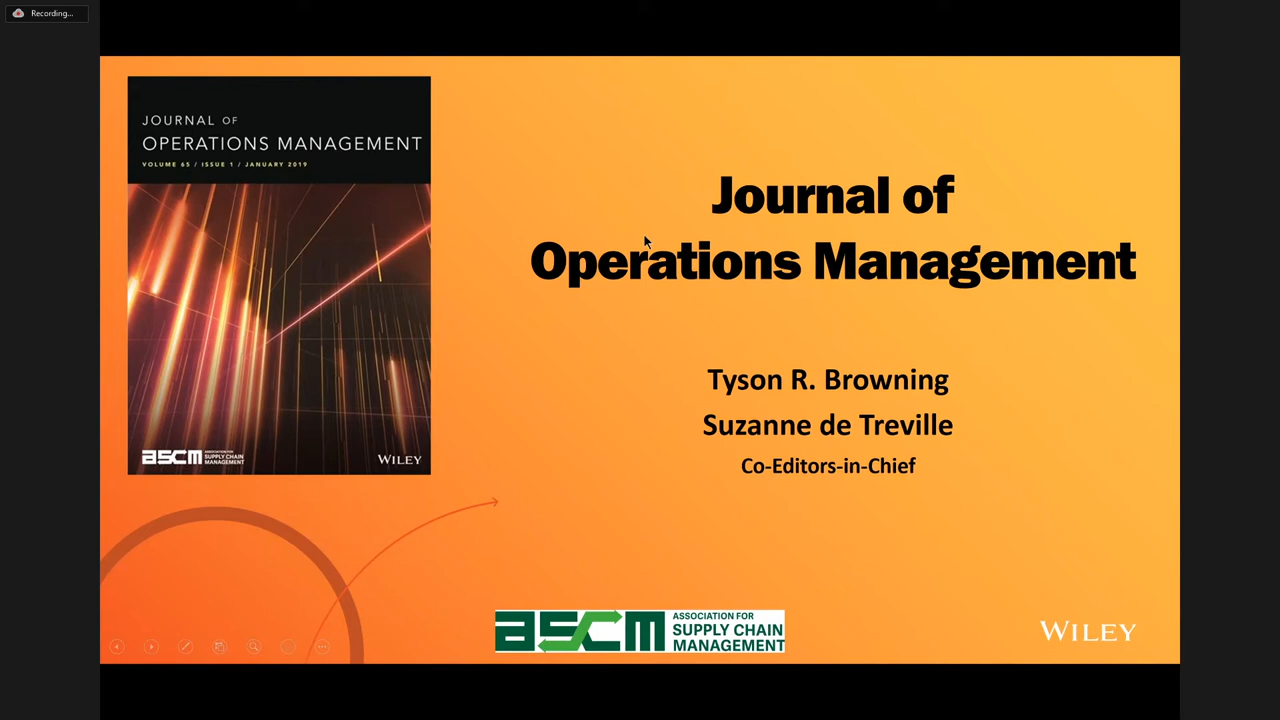 Recording...
JOURNAL OF
OPERATIONS MANAGEMENT
VOLUME 65 / ISSUE 1 / JANUARY 2019
ascm ASSOCIATION FOR
SUPPLY CHAIN
MANAGEMENT
WILEY
Journal of
Operations Management
Tyson R. Browning
Suzanne de Treville
Co-Editors-in-Chief
ascm ASSOCIATION FOR
SUPPLY CHAIN
MANAGEMENT
WILEY